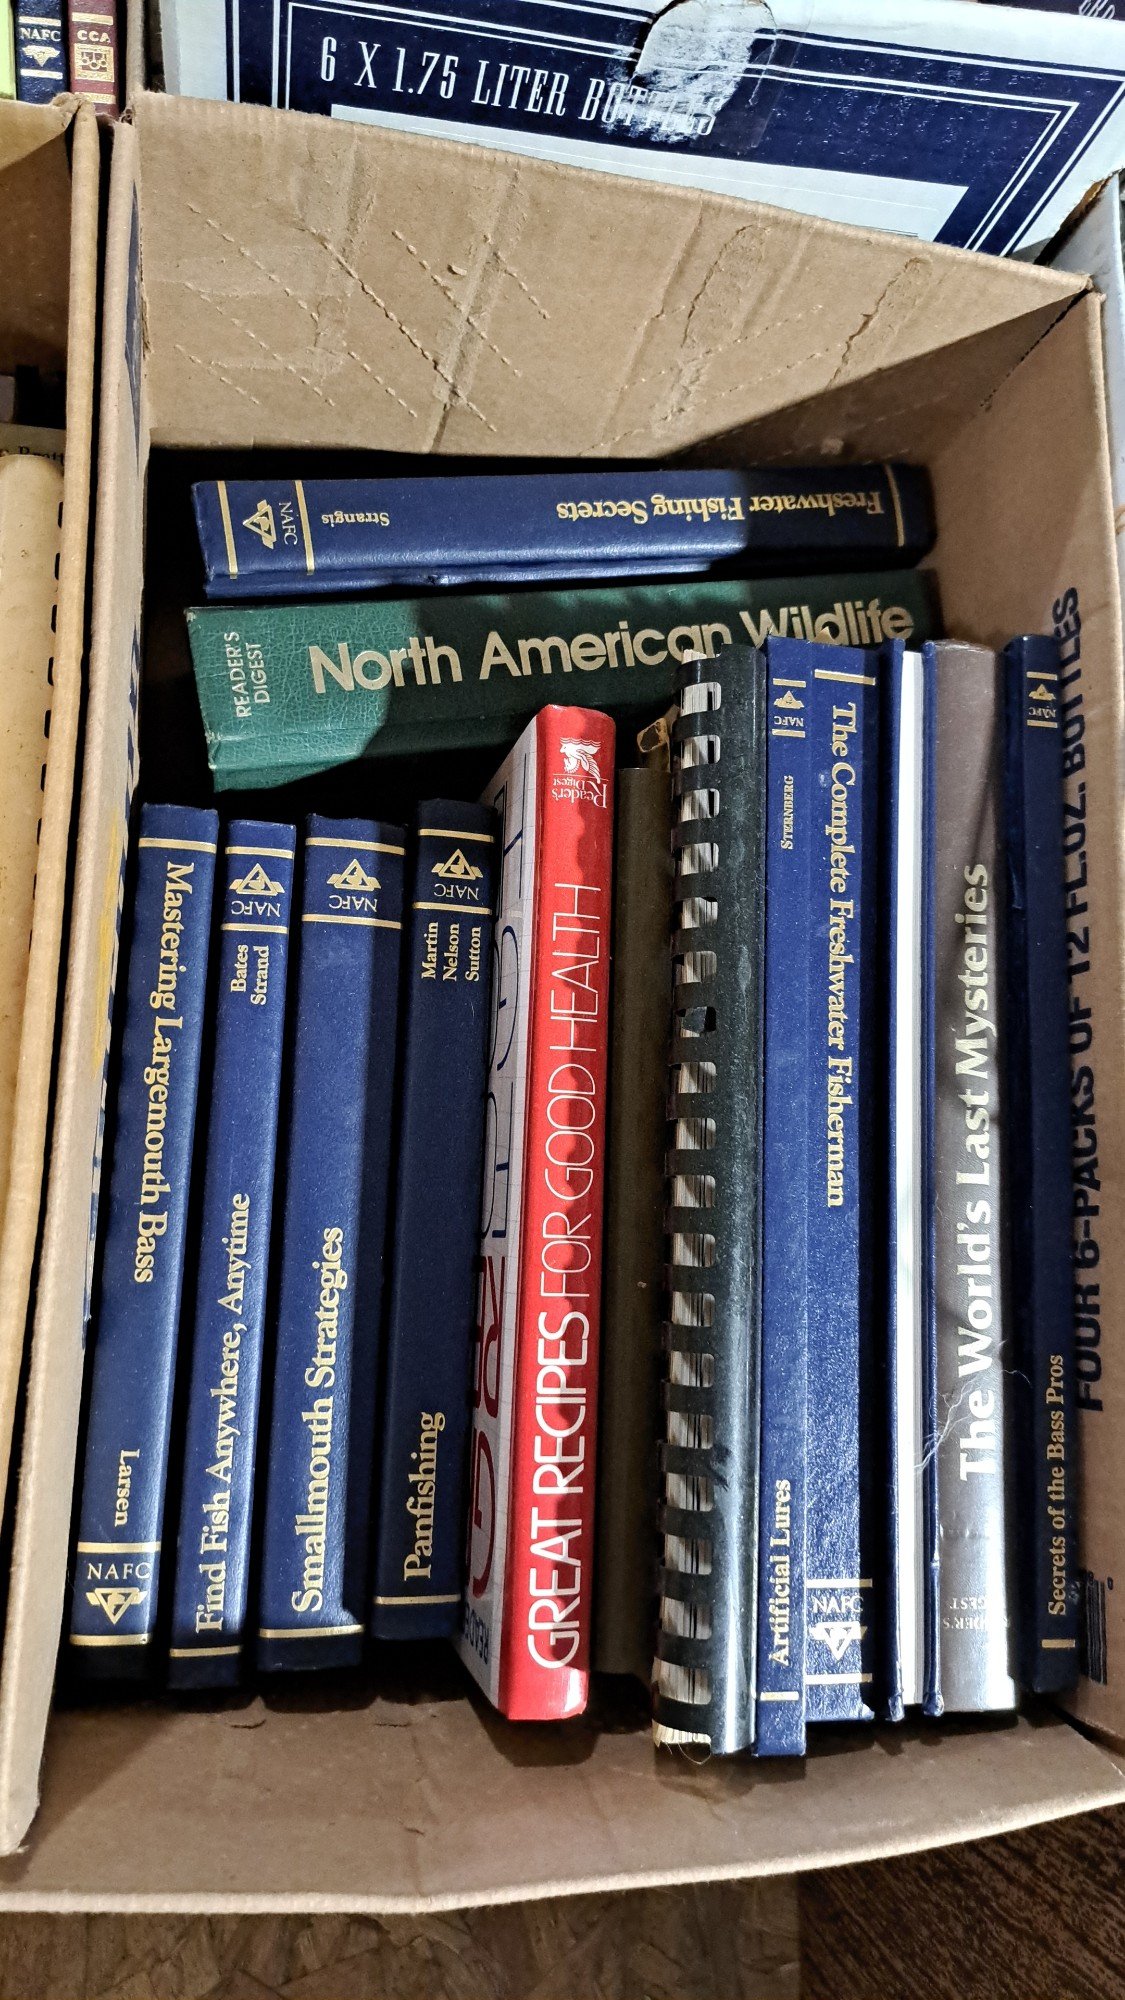 NAFC
CCA
6 X 1.75 LITER BOTTLES
NAFC
Strangis
Freshwater Fishing Secrets
READER'S
DIGEST
North American Wildlife
Mastering Largemouth Bass
Larsen
NAFC
NAFC
Bates
Strand
Find Fish Anywhere, Anytime
NAFC
Smallmouth Strategies
NAFC
Martin
Nelson
Sutton
Panfishing
Reader's
Digest
GREAT RECIPES FOR GOOD HEALTH
NAFC
STERNBERG
Artificial Lures
The Complete Freshwater Fisherman
NAFC
The World's Last Mysteries
NAFC
Secrets of the Bass Pros
FOUR 6-PACKS OF 12 FL.OZ. BOTTLES